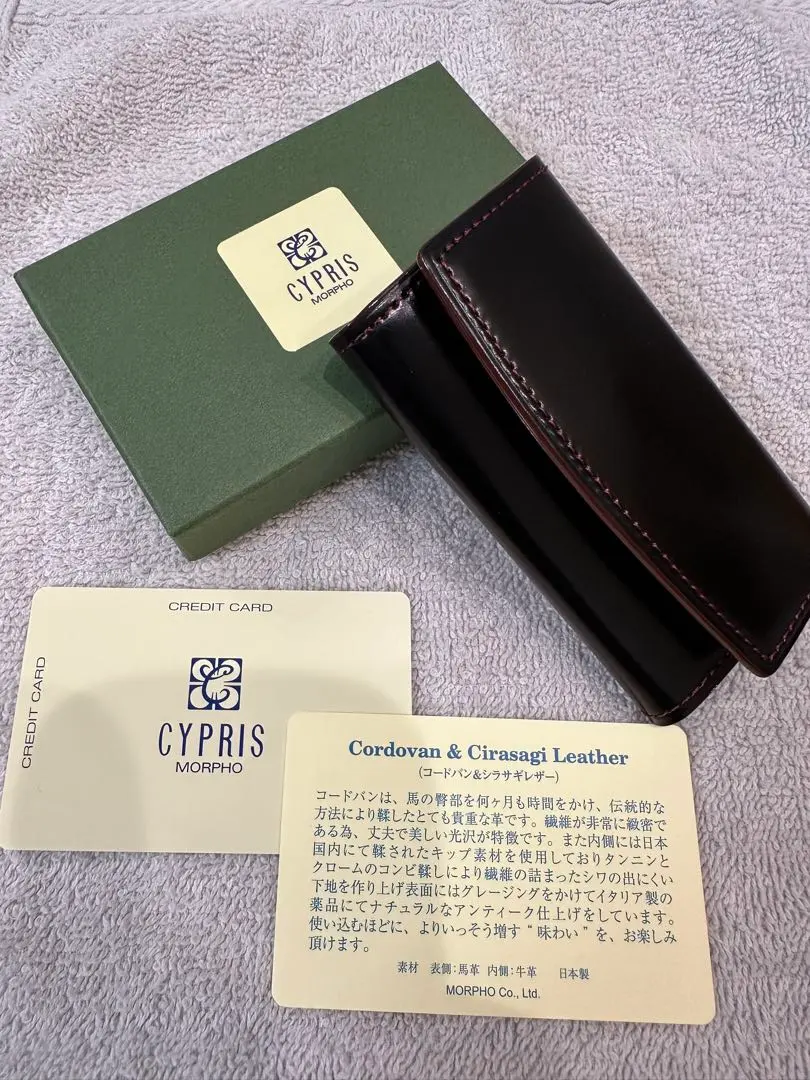 CYPRIS
MORPHO
CREDIT CARD
CREDIT CARD
CYPRIS
MORPHO
Cordovan & Cirasagi Leather
(コードバン&シラサギレザー)
コードバンは、馬の臀部を何ヶ月も時間をかけ、伝統的な
方法により鞣したとても貴重な革です。繊維が非常に緻密で
ある為、丈夫で美しい光沢が特徴です。また内側には日本
国内にて鞣されたキップ素材を使用しておりタンニンと
クロームのコンビ鞣しにより繊維の詰まったシワの出にくい
下地を作り上げ表面にはグレージングをかけてイタリア製の
薬品にてナチュラルなアンティーク仕上げをしています。
使い込むほどに、よりいっそう増す“味わい”を、お楽しみ
頂けます。
素材 表側:馬革 内側:牛革 日本製
MORPHO Co., Ltd.